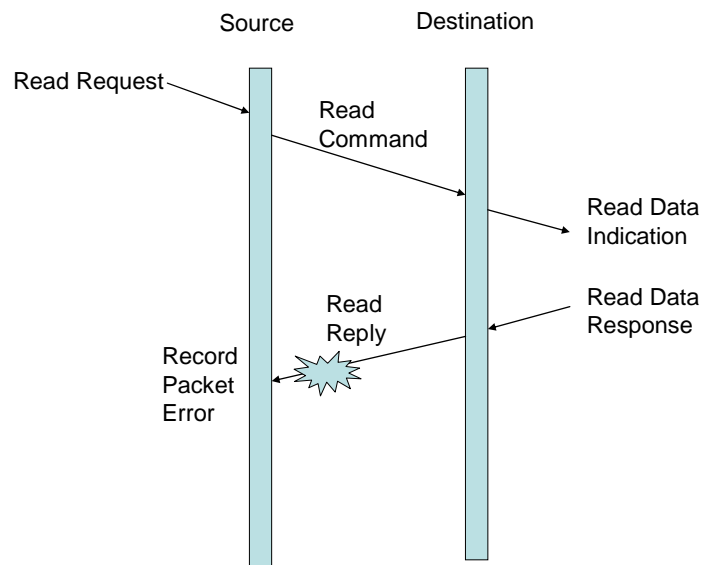 Source
Destination
Read Request
Read
Command
Read Data
Indication
Read Data
Response
Read
Reply
Record
Packet
Error